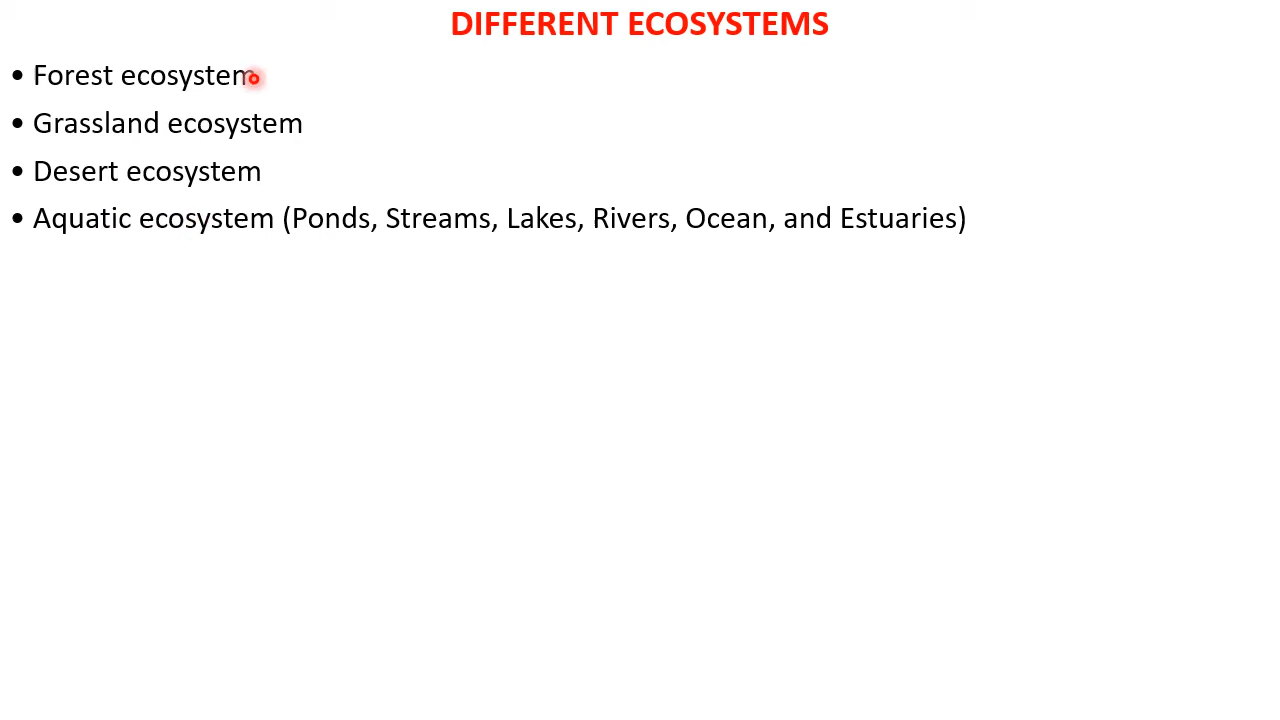 DIFFERENT ECOSYSTEMS
• Forest ecosystem
• Grassland ecosystem
• Desert ecosystem
• Aquatic ecosystem (Ponds, Streams, Lakes, Rivers, Ocean, and Estuaries)